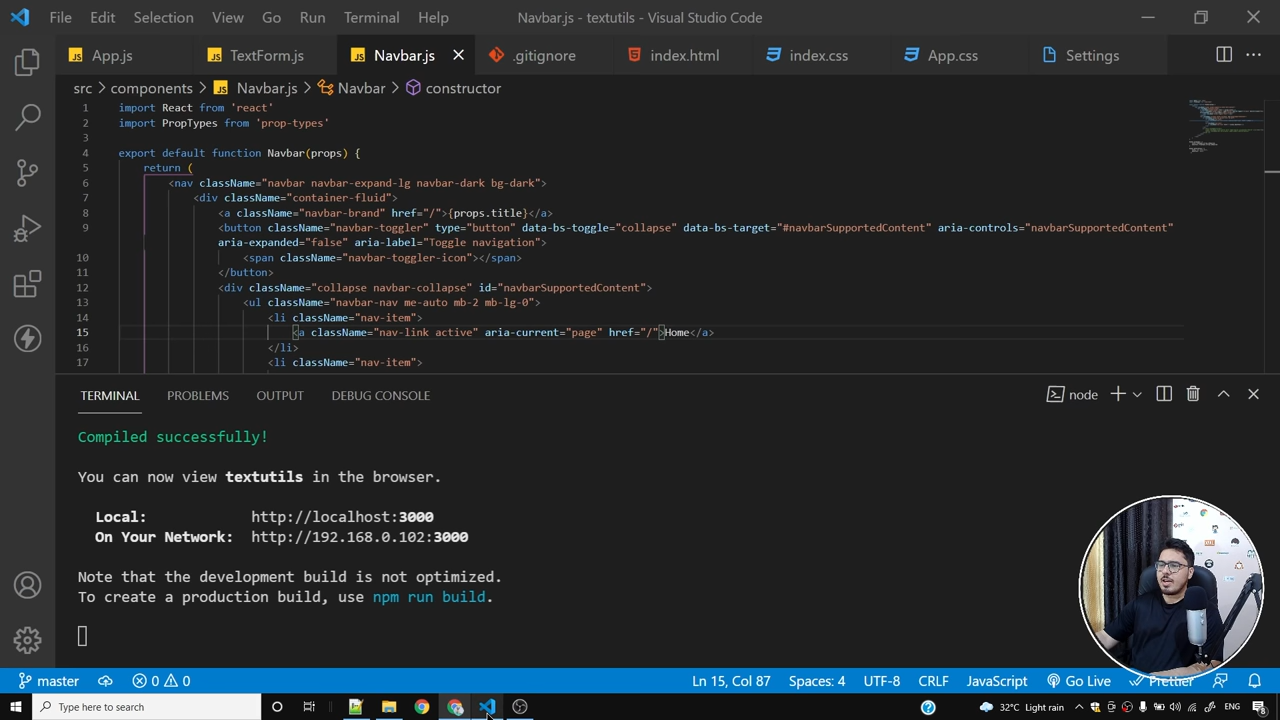 File Edit Selection View Go Run Terminal Help Navbar.js - textutils - Visual Studio Code
App.js TextForm.js Navbar.js .gitignore index.html index.css App.css Settings
src > components > Navbar.js > Navbar > constructor
1 import React from 'react'
2 import PropTypes from 'prop-types'
3
4 export default function Navbar(props) {
5 return (
6 <nav className="navbar navbar-expand-lg navbar-dark bg-dark">
7 <div className="container-fluid">
8 <a className="navbar-brand" href="/">{props.title}</a>
9 <button className="navbar-toggler" type="button" data-bs-toggle="collapse" data-bs-target="#navbarSupportedContent" aria-controls="navbarSupportedContent"
aria-expanded="false" aria-label="Toggle navigation">
10 <span className="navbar-toggler-icon"></span>
11 </button>
12 <div className="collapse navbar-collapse" id="navbarSupportedContent">
13 <ul className="navbar-nav me-auto mb-2 mb-lg-0">
14 <li className="nav-item">
15 <a className="nav-link active" aria-current="page" href="/">Home</a>
16 </li>
17 <li className="nav-item">
TERMINAL PROBLEMS OUTPUT DEBUG CONSOLE node
Compiled successfully!
You can now view textutils in the browser.
Local: http://localhost:3000
On Your Network: http://192.168.0.102:3000
Note that the development build is not optimized.
To create a production build, use npm run build.
master 0 0 Ln 15, Col 87 Spaces: 4 UTF-8 CRLF JavaScript Go Live Prettier
Type here to search 32°C Light rain ENG 8